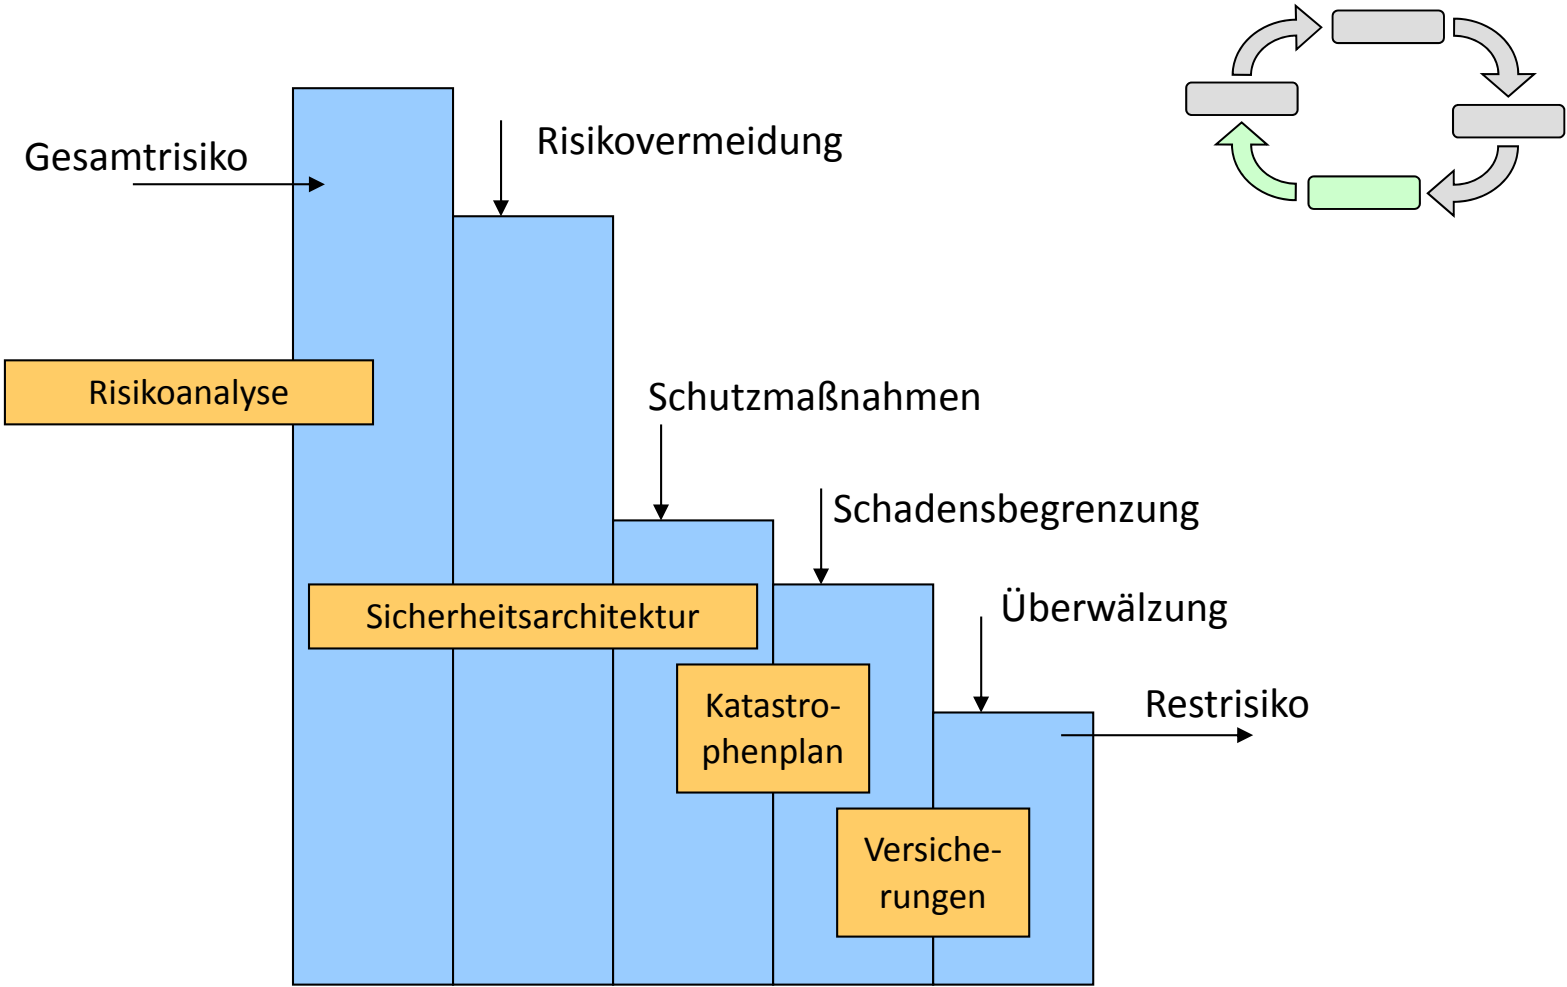 Risikovermeidung
Gesamtrisiko
Risikoanalyse
Schutzmaßnahmen
Schadensbegrenzung
Überwälzung
Sicherheitsarchitektur
Restrisiko
Katastro-
phenplan
Versiche-
rungen